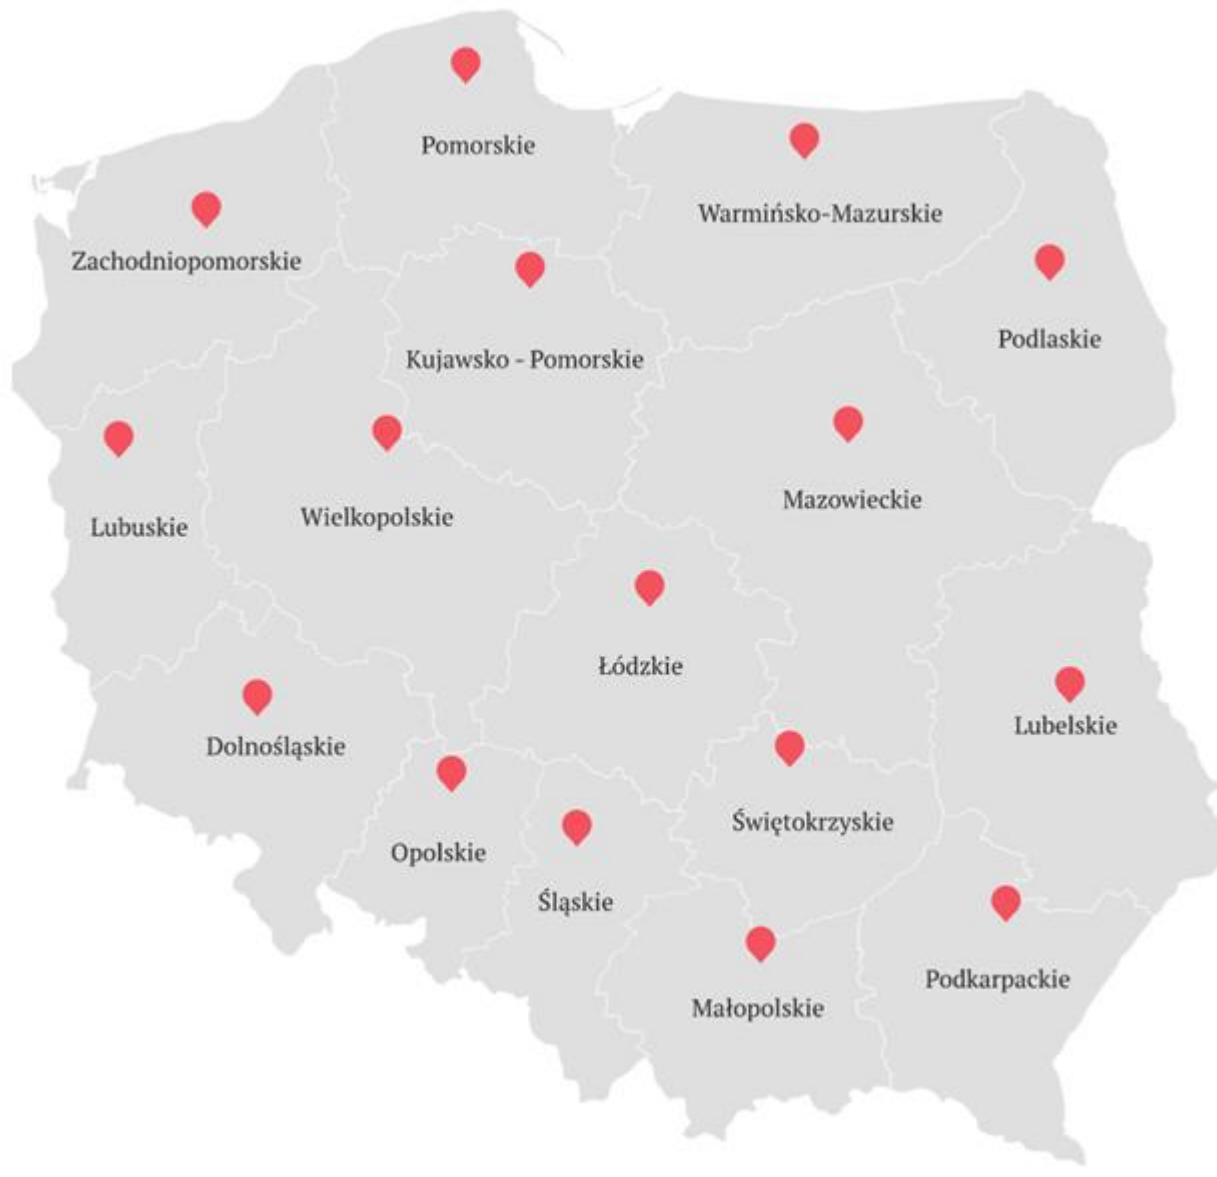 Pomorskie
Warmińsko-Mazurskie
Zachodniopomorskie
Podlaskie
Kujawsko - Pomorskie
Mazowieckie
Wielkopolskie
Lubuskie
Łódzkie
Lubelskie
Dolnośląskie
Świętokrzyskie
Opolskie
Śląskie
Podkarpackie
Małopolskie